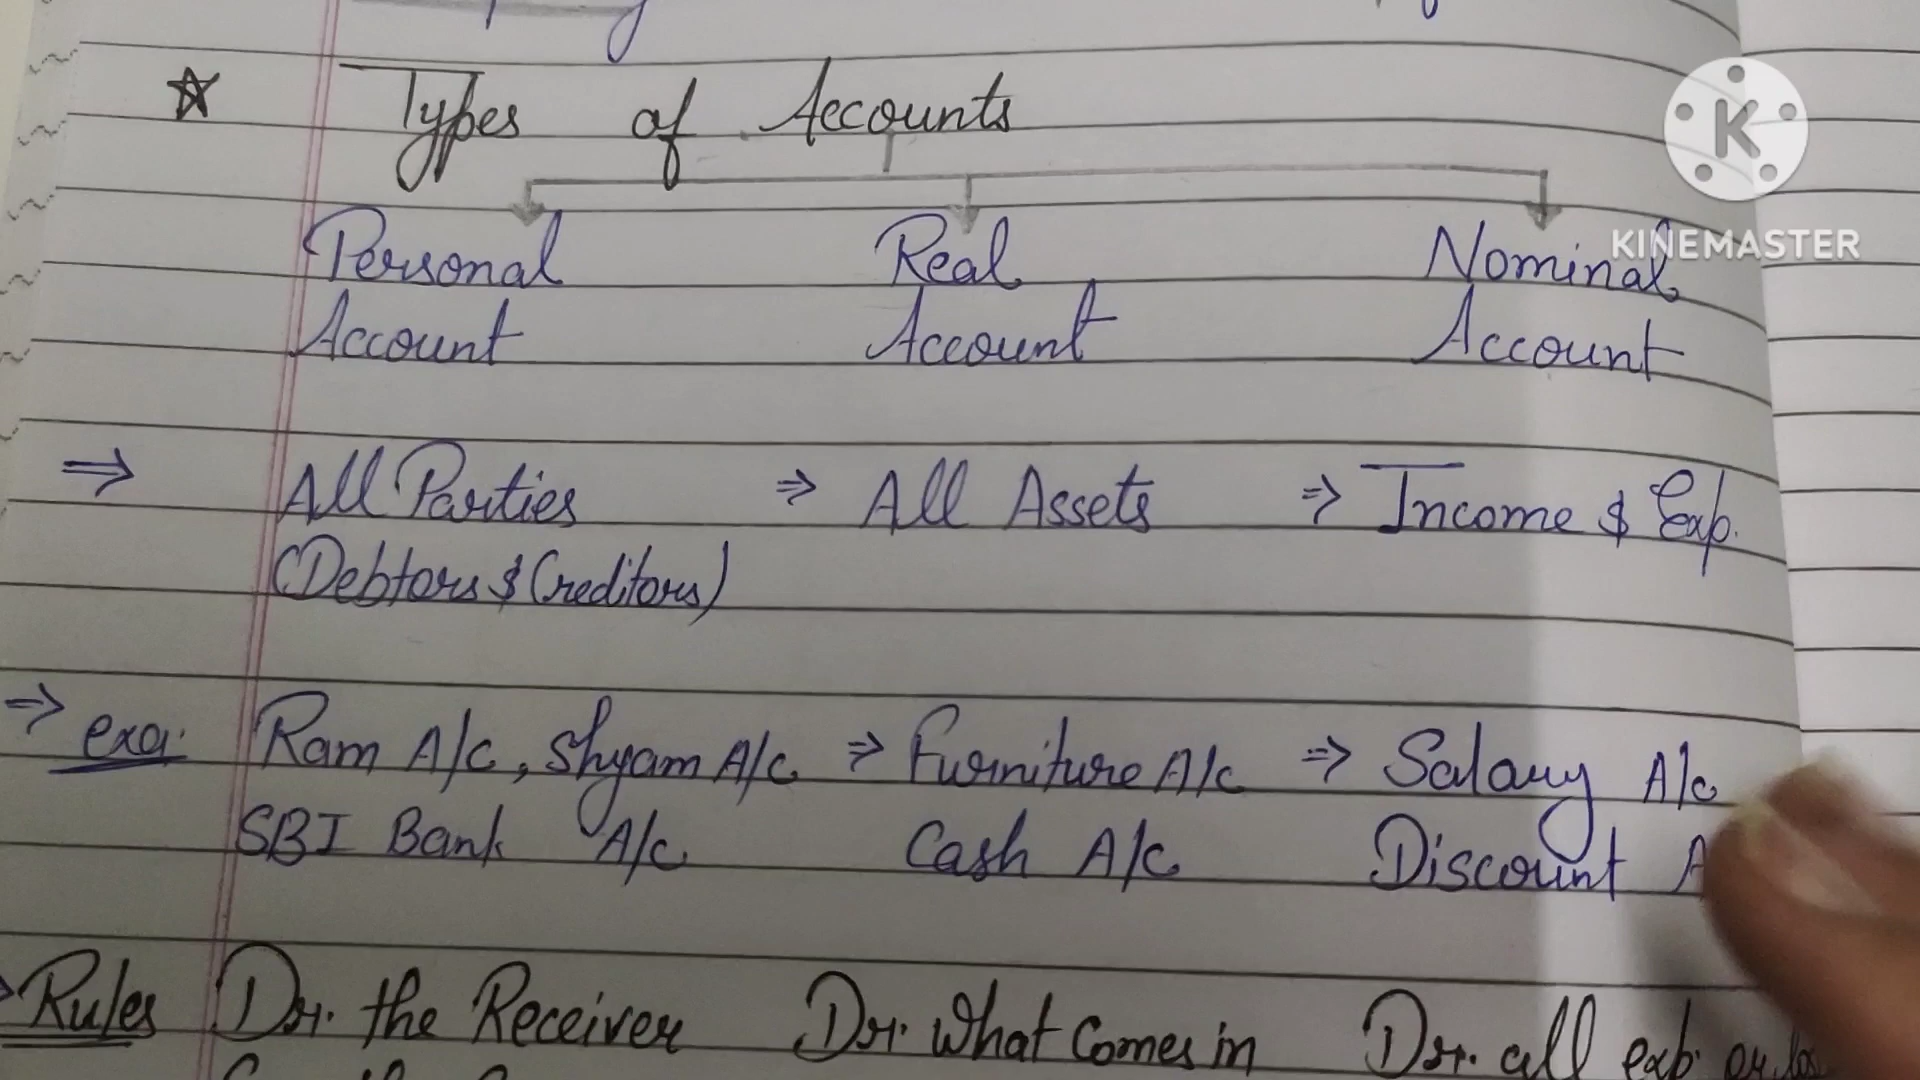 ☆ Types of Accounts
KINEMASTER
Personal Real Nominal
Account Account Account
⇒ All Parties ⇒ All Assets ⇒ Income & Exp.
(Debtors & Creditors)
⇒ exa: Ram A/c, Shyam A/c ⇒ Furniture A/c ⇒ Salary A/c
SBI Bank A/c Cash A/c Discount A
Rules Dr. the Receiver Dr. What Comes in Dr. all exp. or